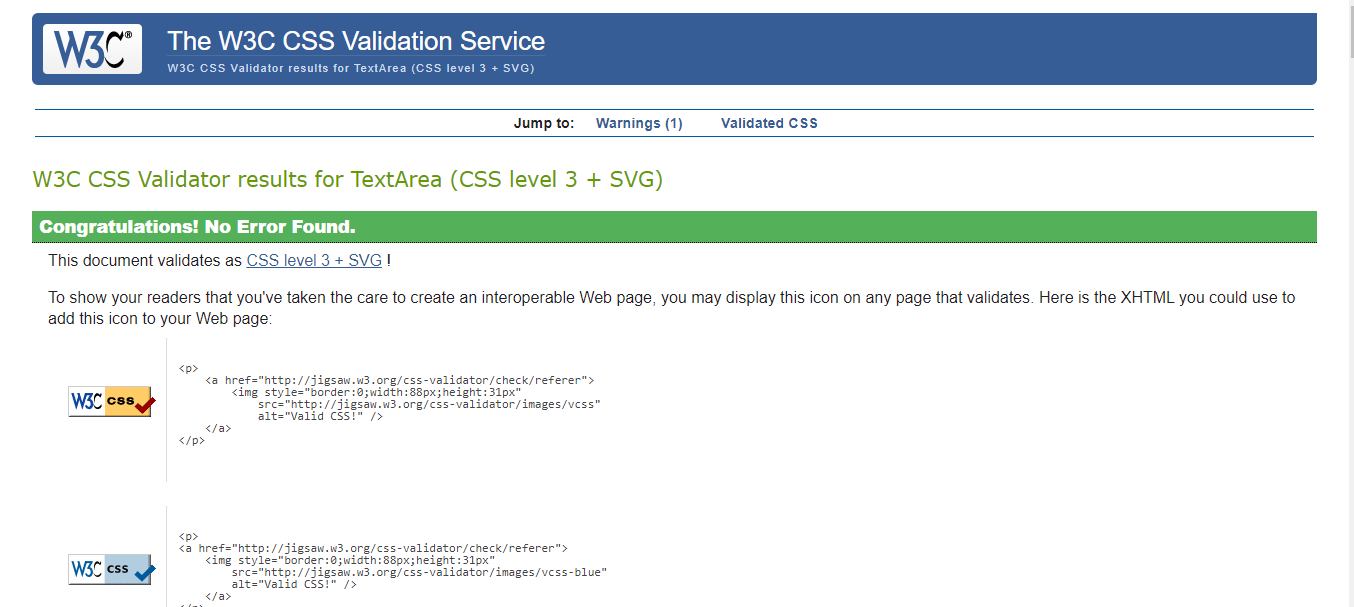 W3C®
The W3C CSS Validation Service
W3C CSS Validator results for TextArea (CSS level 3 + SVG)
Jump to: Warnings (1) Validated CSS
W3C CSS Validator results for TextArea (CSS level 3 + SVG)
Congratulations! No Error Found.
This document validates as CSS level 3 + SVG !
To show your readers that you've taken the care to create an interoperable Web page, you may display this icon on any page that validates. Here is the XHTML you could use to
add this icon to your Web page:
W3C css
<p>
    <a href="http://jigsaw.w3.org/css-validator/check/referer">
        <img style="border:0;width:88px;height:31px"
            src="http://jigsaw.w3.org/css-validator/images/vcss"
            alt="Valid CSS!" />
    </a>
</p>
W3C css
<p>
<a href="http://jigsaw.w3.org/css-validator/check/referer">
    <img style="border:0;width:88px;height:31px"
        src="http://jigsaw.w3.org/css-validator/images/vcss-blue"
        alt="Valid CSS!" />
    </a>